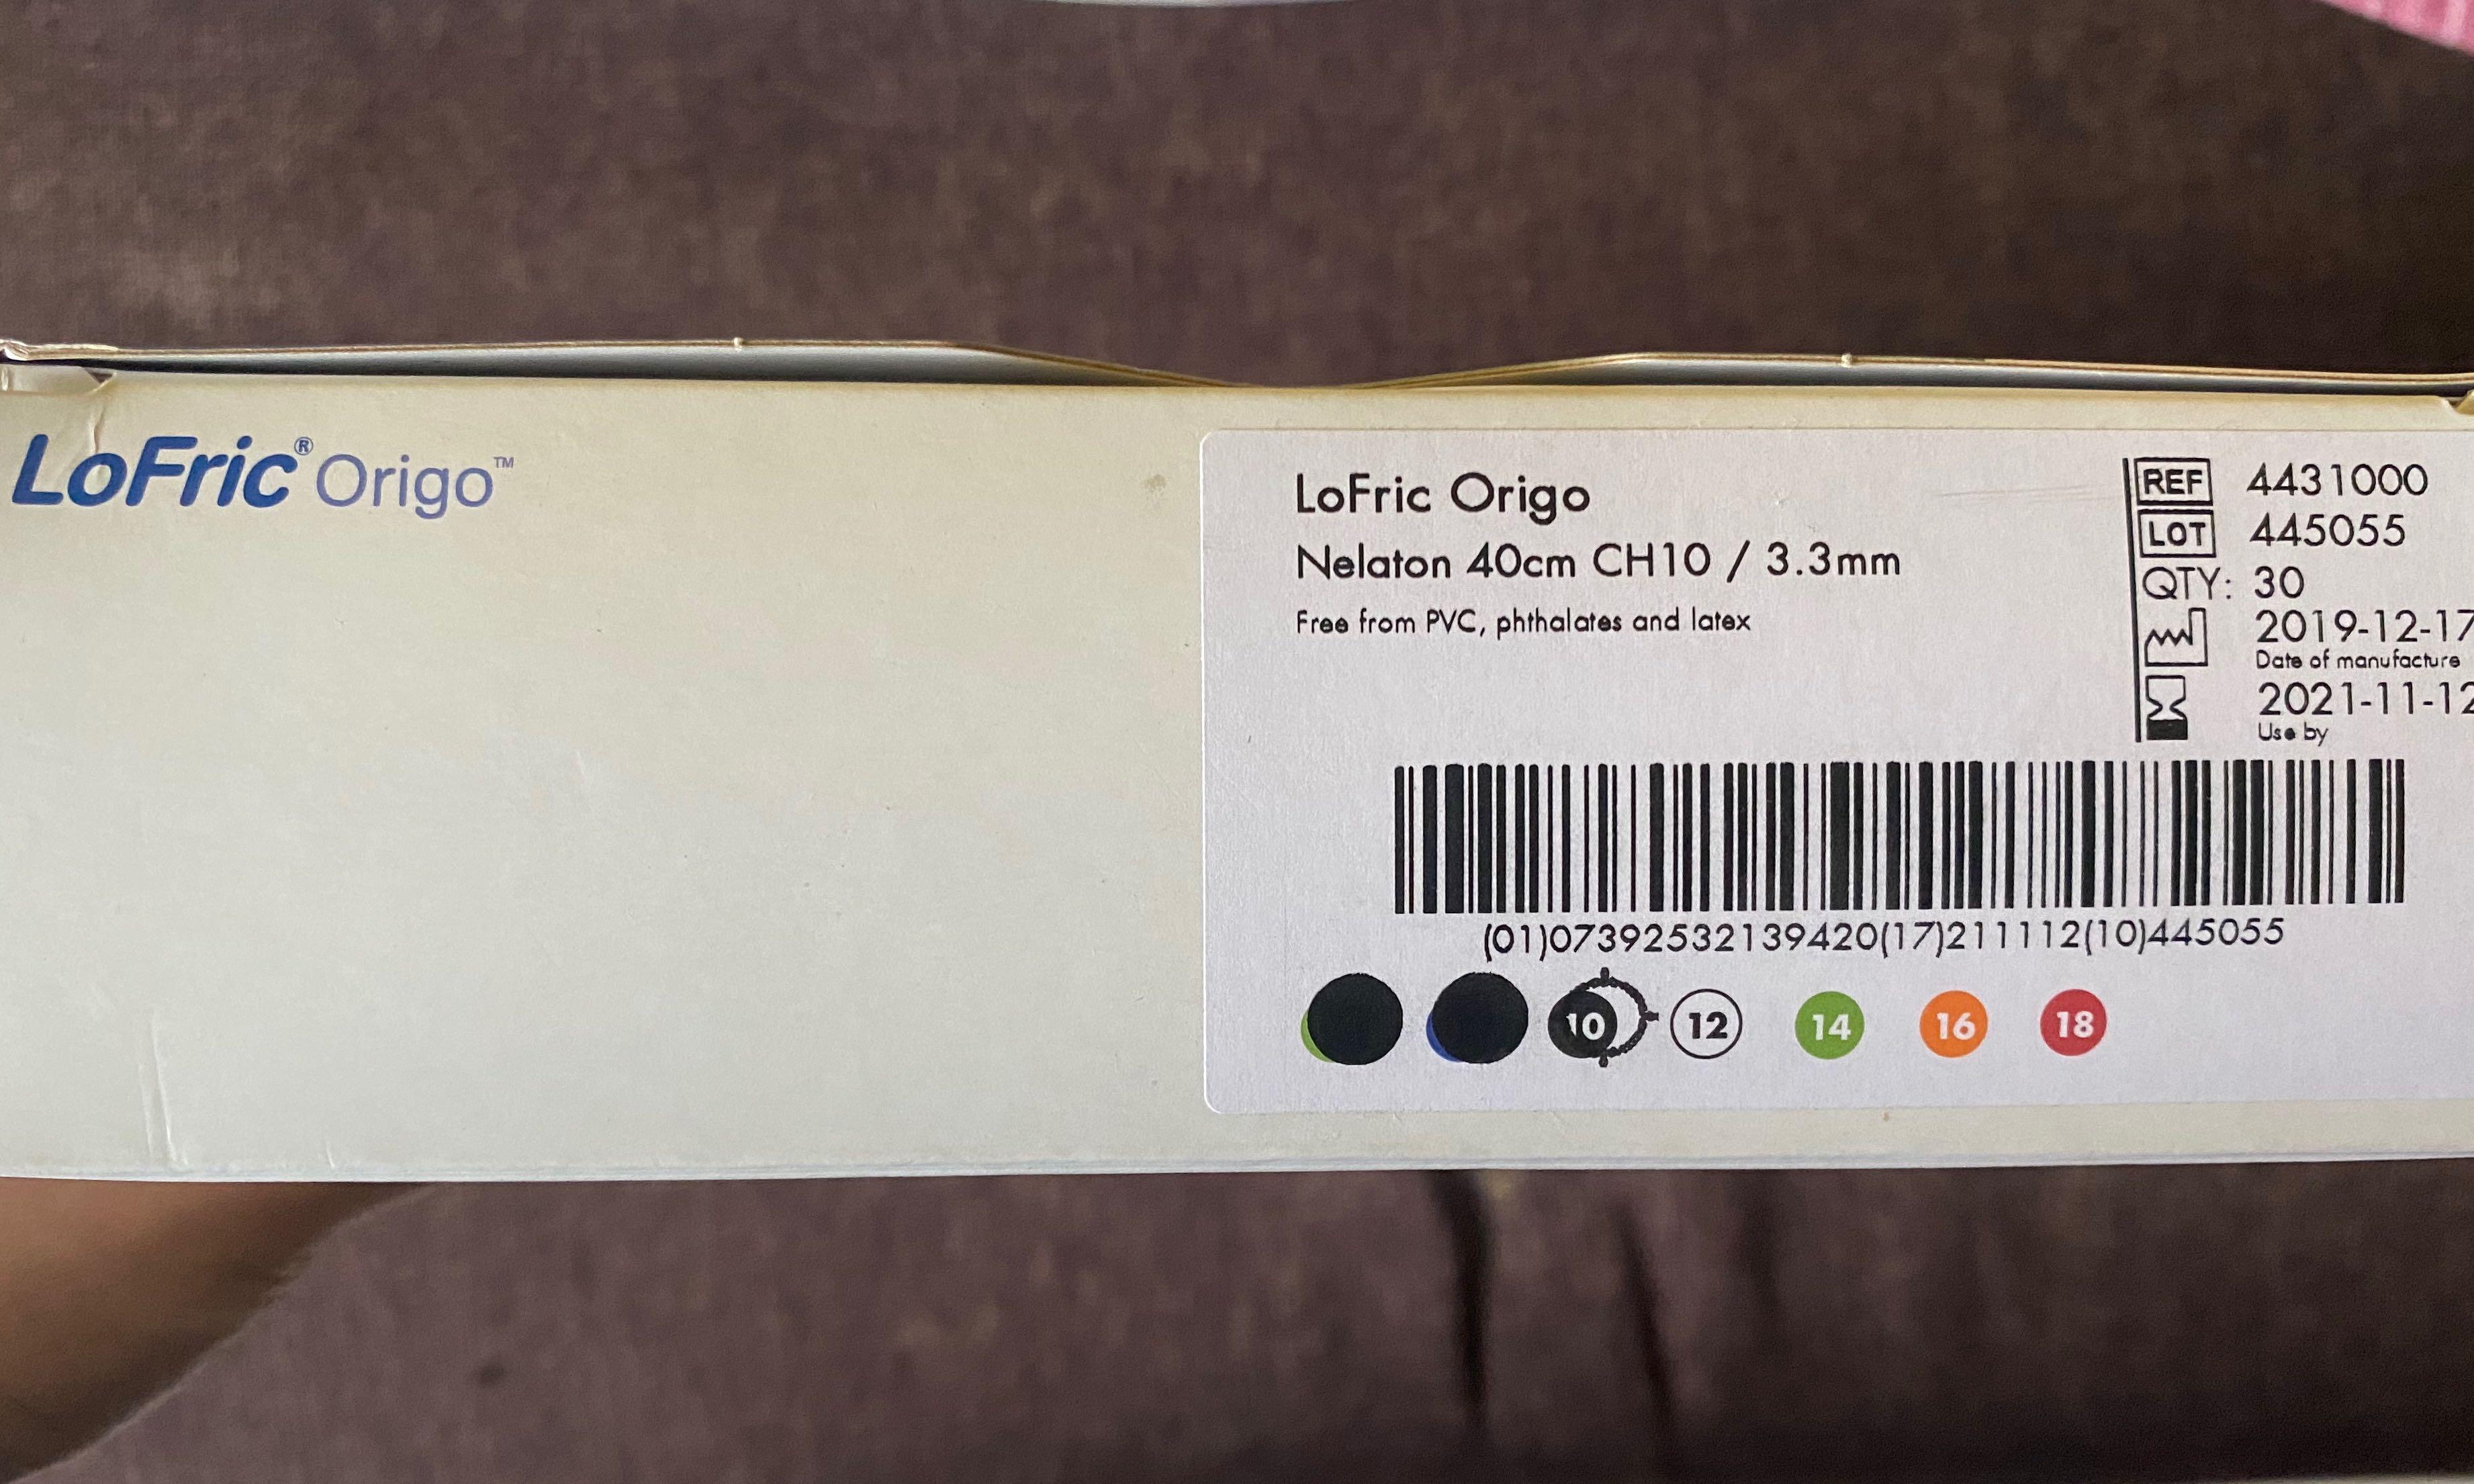 LoFric® Origo™
LoFric Origo
Nelaton 40cm CH10 / 3.3mm
Free from PVC, phthalates and latex
REF 4431000
LOT 445055
QTY: 30
2019-12-17
Date of manufacture
2021-11-12
Use by
(01)07392532139420(17)211112(10)445055
10 12 14 16 18